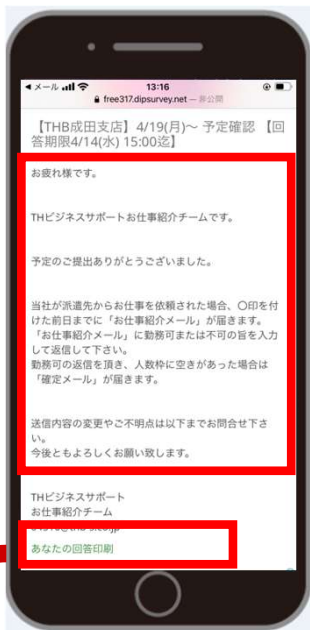 メール
13:16
free317.dipsurvey.net — 非公開
【THB成田支店】4/19(月)～ 予定確認 【回
答期限4/14(水) 15:00迄】
お疲れ様です。
THビジネスサポートお仕事紹介チームです。
予定のご提出ありがとうございました。
当社が派遣先からお仕事を依頼された場合、〇印を付
けた前日までに「お仕事紹介メール」が届きます。
「お仕事紹介メール」に勤務可または不可の旨を入力
して返信して下さい。
勤務可の返信を頂き、人数枠に空きがあった場合は
「確定メール」が届きます。
送信内容の変更やご不明点は以下までお問合せ下さ
い。
今後ともよろしくお願い致します。
THビジネスサポート
お仕事紹介チーム
あなたの回答印刷